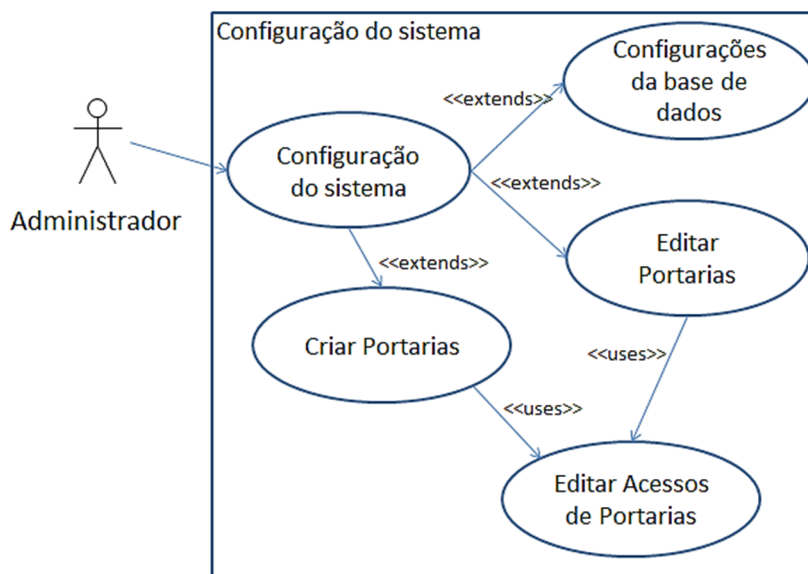 Configuração do sistema
Configurações
da base de
dados
<<extends>>
Configuração
do sistema
<<extends>>
Administrador
Editar
Portarias
<<extends>>
Criar Portarias
<<uses>>
<<uses>>
Editar Acessos
de Portarias